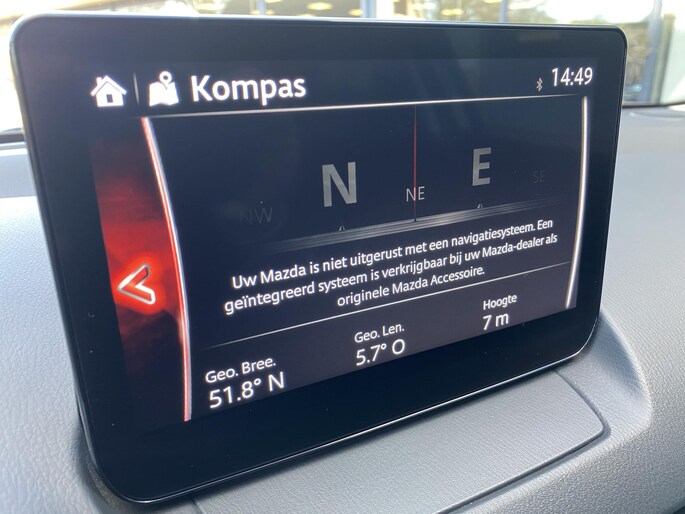 Kompas
14:49
N
E
NE
Uw Mazda is niet uitgerust met een navigatiesysteem. Een
geïntegreerd systeem is verkrijgbaar bij uw Mazda-dealer als
originele Mazda Accessoire.
Geo. Bree.
51.8° N
Geo. Len.
5.7° O
Hoogte
7 m